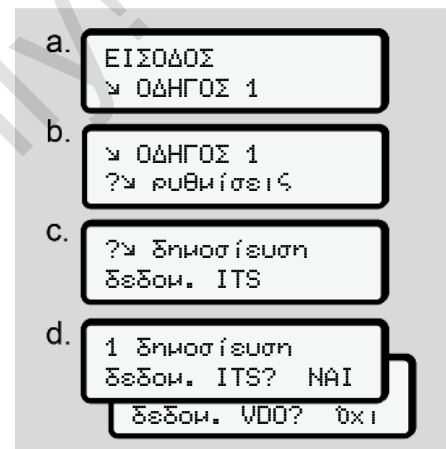 a.
ΕΙΣΟΔΟΣ
↘ ΟΔΗΓΟΣ 1
b.
↘ ΟΔΗΓΟΣ 1
?↘ ρυθμίσεις
c.
?↘ δημοσίευση
δεδομ. ITS
d.
1 δημοσίευση
δεδομ. ITS? ΝΑΙ
δεδομ. VDO? όχι